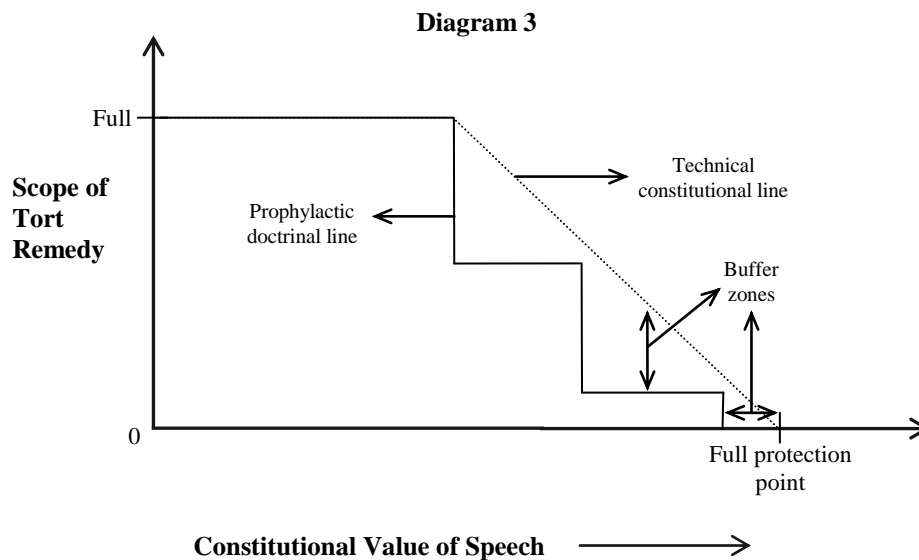 Diagram 3
Full
Scope of
Tort
Remedy
Technical
constitutional line
Prophylactic
doctrinal line
Buffer
zones
0
Full protection
point
Constitutional Value of Speech